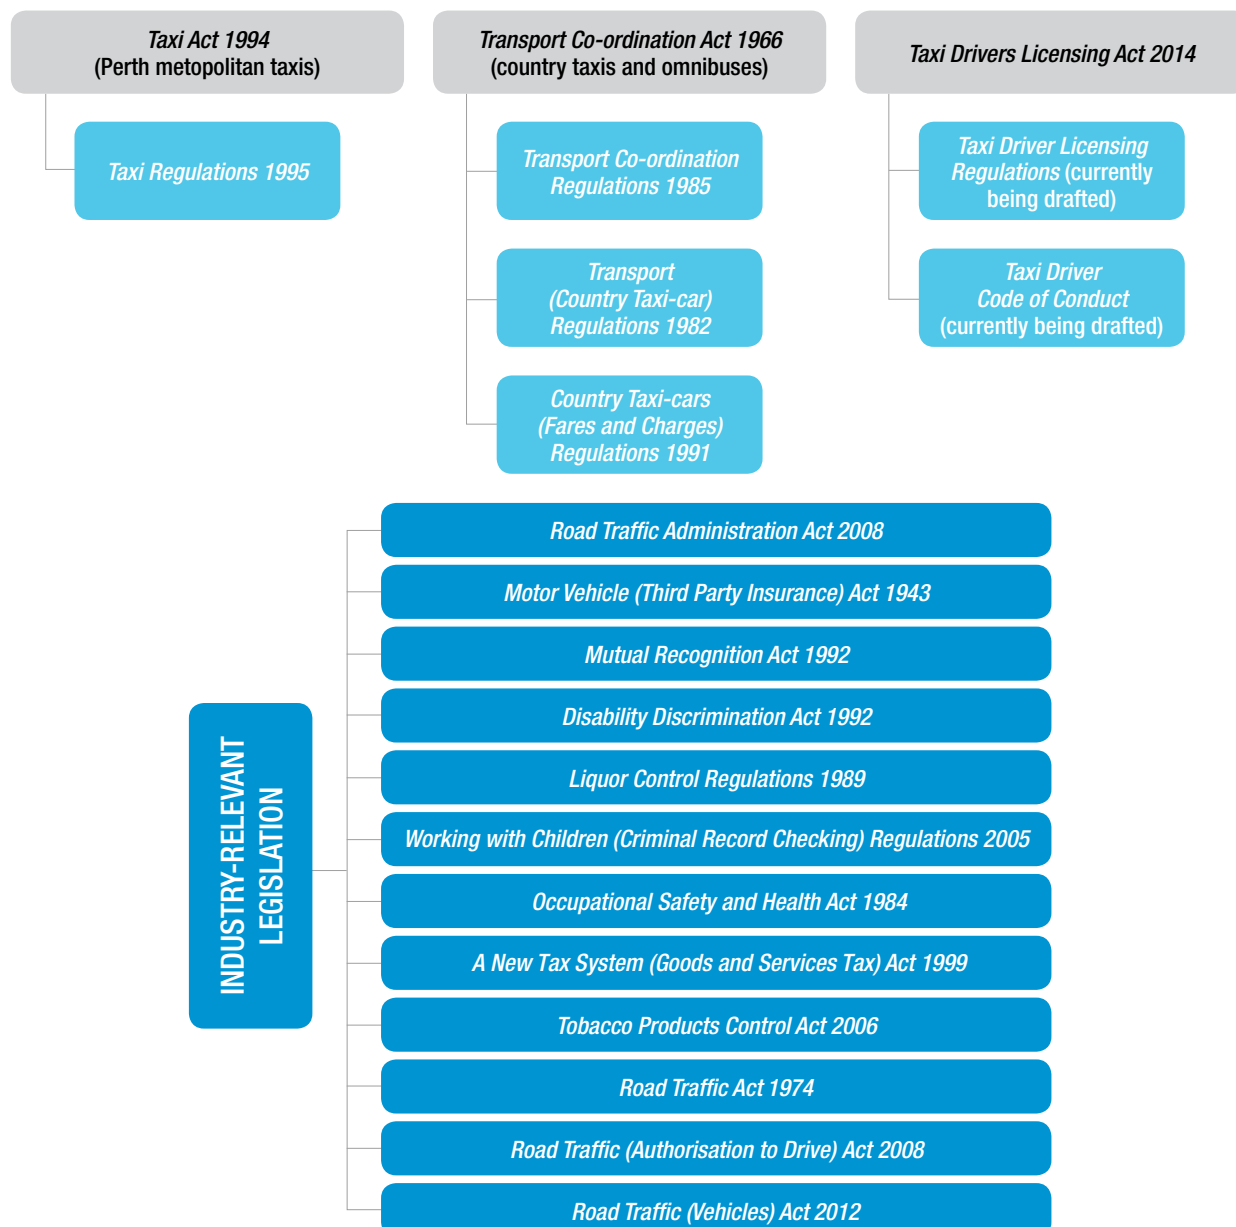 Taxi Act 1994
(Perth metopolitan taxis)
Taxi Regulations 1995
Transport Co-ordination Act 1966
(country taxis and omnibuses)
Transport Co-ordination
Regulations 1985
Transport
(Country Taxi-car)
Regulations 1982
Country Taxi-cars
(Fares and Charges)
Regulations 1991
Taxi Drivers Licensing Act 2014
Taxi Driver Licensing
Regulations (currently
being drafted)
Taxi Driver
Code of Conduct
(currently being drafted)
INDUSTRY-RELEVANT
LEGISLATION
Road Traffic Administration Act 2008
Motor Vehicle (Third Party Insurance) Act 1943
Mutual Recognition Act 1992
Disability Discrimination Act 1992
Liquor Control Regulations 1989
Working with Children (Criminal Record Checking) Regulations 2005
Occupational Safety and Health Act 1984
A New Tax System (Goods and Services Tax) Act 1999
Tobacco Products Control Act 2006
Road Traffic Act 1974
Road Traffic (Authorisation to Drive) Act 2008
Road Traffic (Vehicles) Act 2012